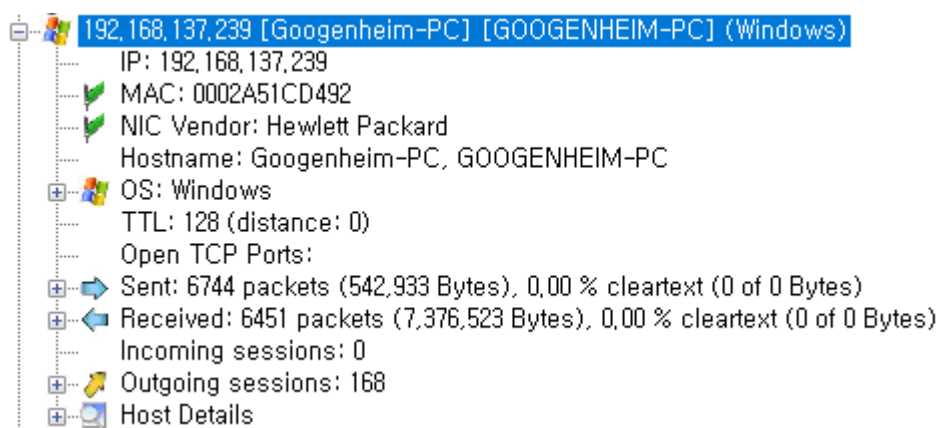 192,168,137,239 [Googenheim-PC] [GOOGENHEIM-PC] (Windows)
IP: 192,168,137,239
MAC: 0002A51CD492
NIC Vendor: Hewlett Packard
Hostname: Googenheim-PC, GOOGENHEIM-PC
OS: Windows
TTL: 128 (distance: 0)
Open TCP Ports:
Sent: 6744 packets (542,933 Bytes), 0,00 % cleartext (0 of 0 Bytes)
Received: 6451 packets (7,376,523 Bytes), 0,00 % cleartext (0 of 0 Bytes)
Incoming sessions: 0
Outgoing sessions: 168
Host Details